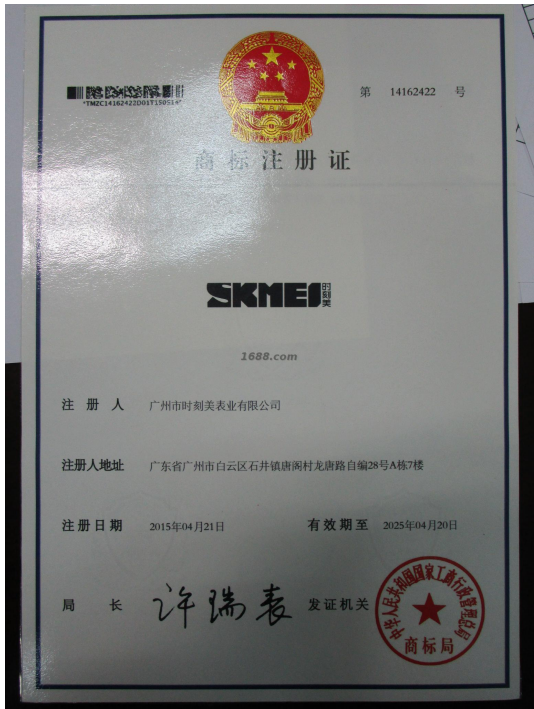 *TMZC14162422D01T150514*
第 14162422 号
商标注册证
SKMEI 时刻美
1688.com
注册人 广州市时刻美表业有限公司
注册人地址 广东省广州市白云区石井镇唐阁村龙唐路自编28号A栋7楼
注册日期 2015年04月21日 有效期至 2025年04月20日
局长 许瑞表 发证机关
中华人民共和国国家工商行政管理总局
商标局